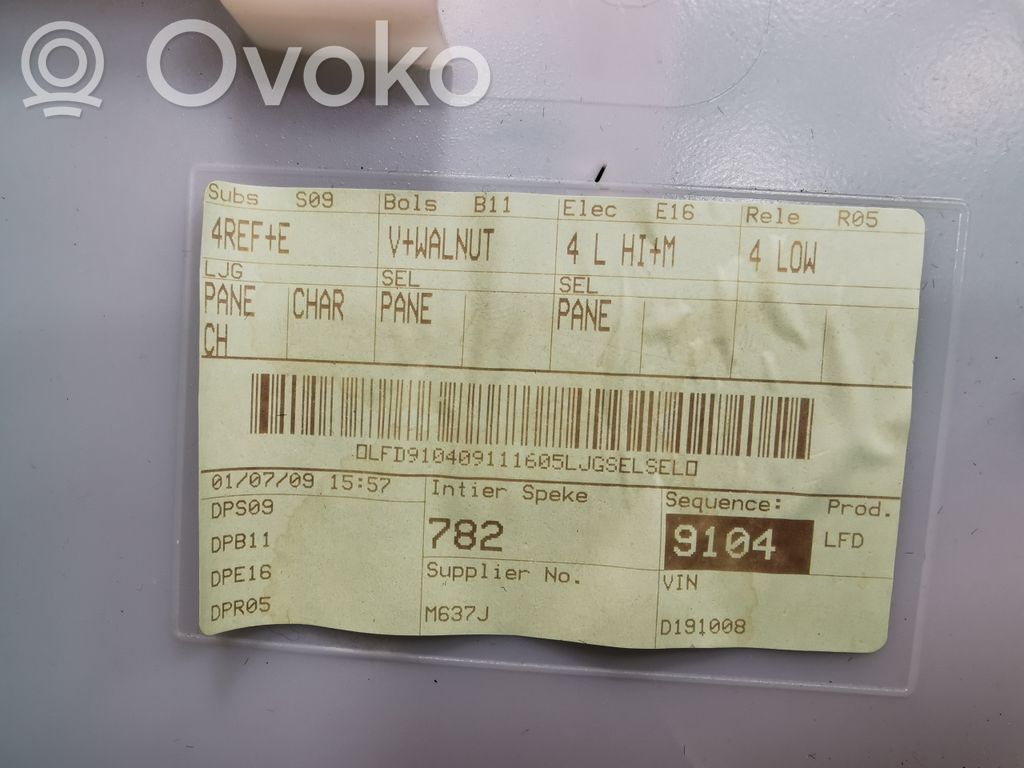 Ovoko
Subs S09 Bols B11 Elec E16 Rele R05
4REF+E V+WALNUT 4 L HI+M 4 LOW
LJG SEL SEL
PANE CHAR PANE PANE
CH
▯LFD910409111605LJGSELSEL▯
01/07/09 15:57 Intier Speke Sequence: Prod.
DPS09 782 9104 LFD
DPB11
DPE16 Supplier No. VIN
DPR05 M637J D191008